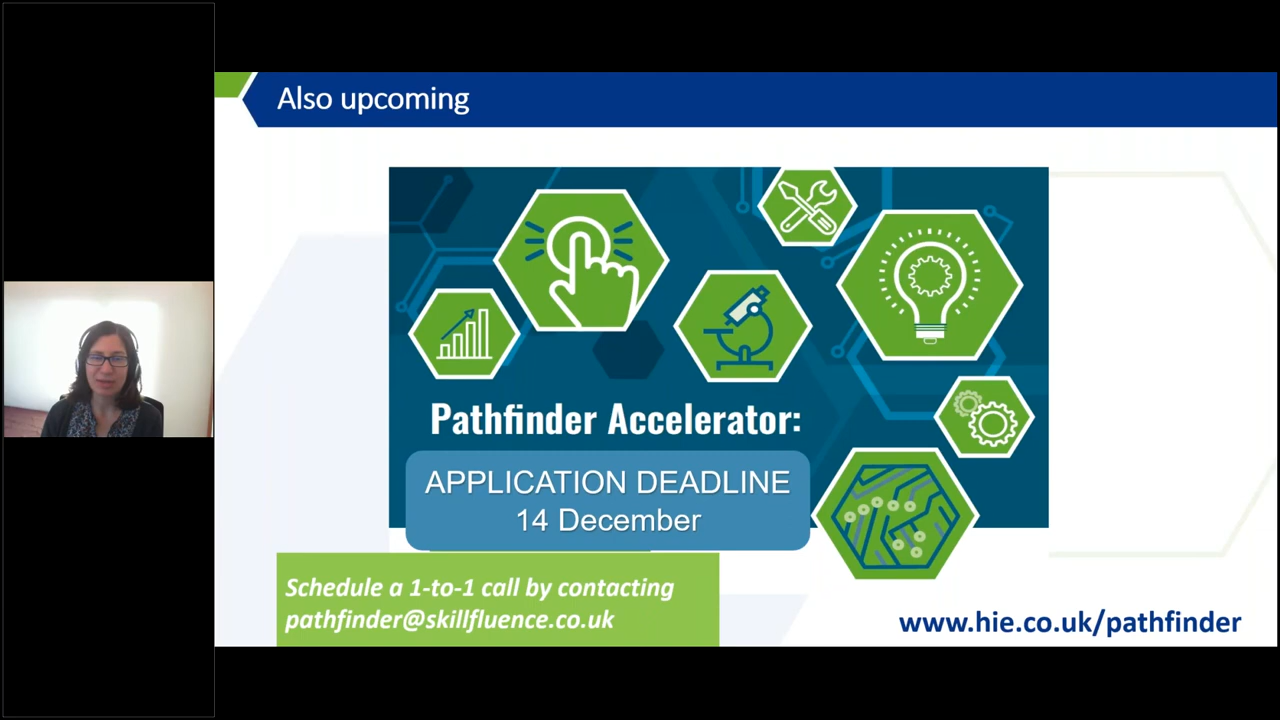 Also upcoming
Pathfinder Accelerator:
APPLICATION DEADLINE
14 December
Schedule a 1-to-1 call by contacting
pathfinder@skillfluence.co.uk
www.hie.co.uk/pathfinder